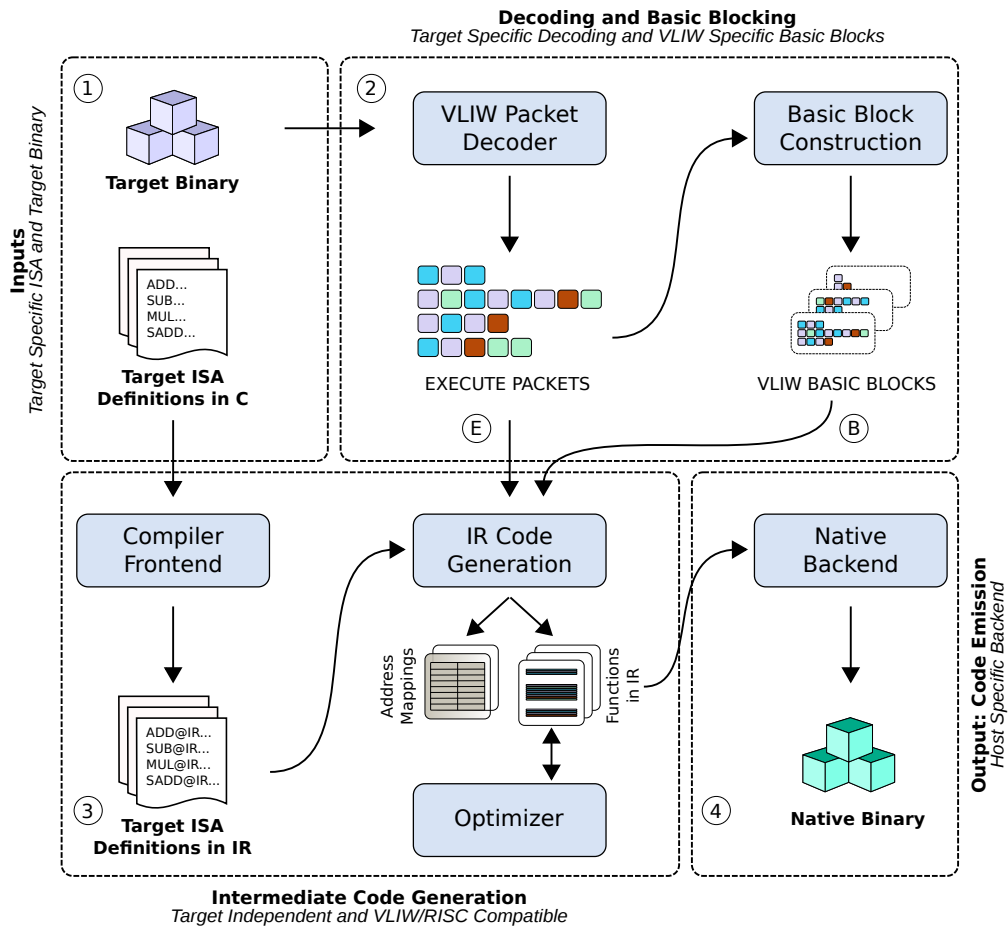 Decoding and Basic Blocking
Target Specific Decoding and VLIW Specific Basic Blocks
Inputs
Target Specific ISA and Target Binary
1
Target Binary
ADD...
SUB...
MUL...
SADD...
Target ISA
Definitions in C
2
VLIW Packet
Decoder
EXECUTE PACKETS
E
Basic Block
Construction
VLIW BASIC BLOCKS
B
Compiler
Frontend
ADD@IR...
SUB@IR...
MUL@IR...
SADD@IR...
3
Target ISA
Definitions in IR
IR Code
Generation
Address
Mappings
Functions
in IR
Optimizer
Native
Backend
4
Native Binary
Output: Code Emission
Host Specific Backend
Intermediate Code Generation
Target Independent and VLIW/RISC Compatible